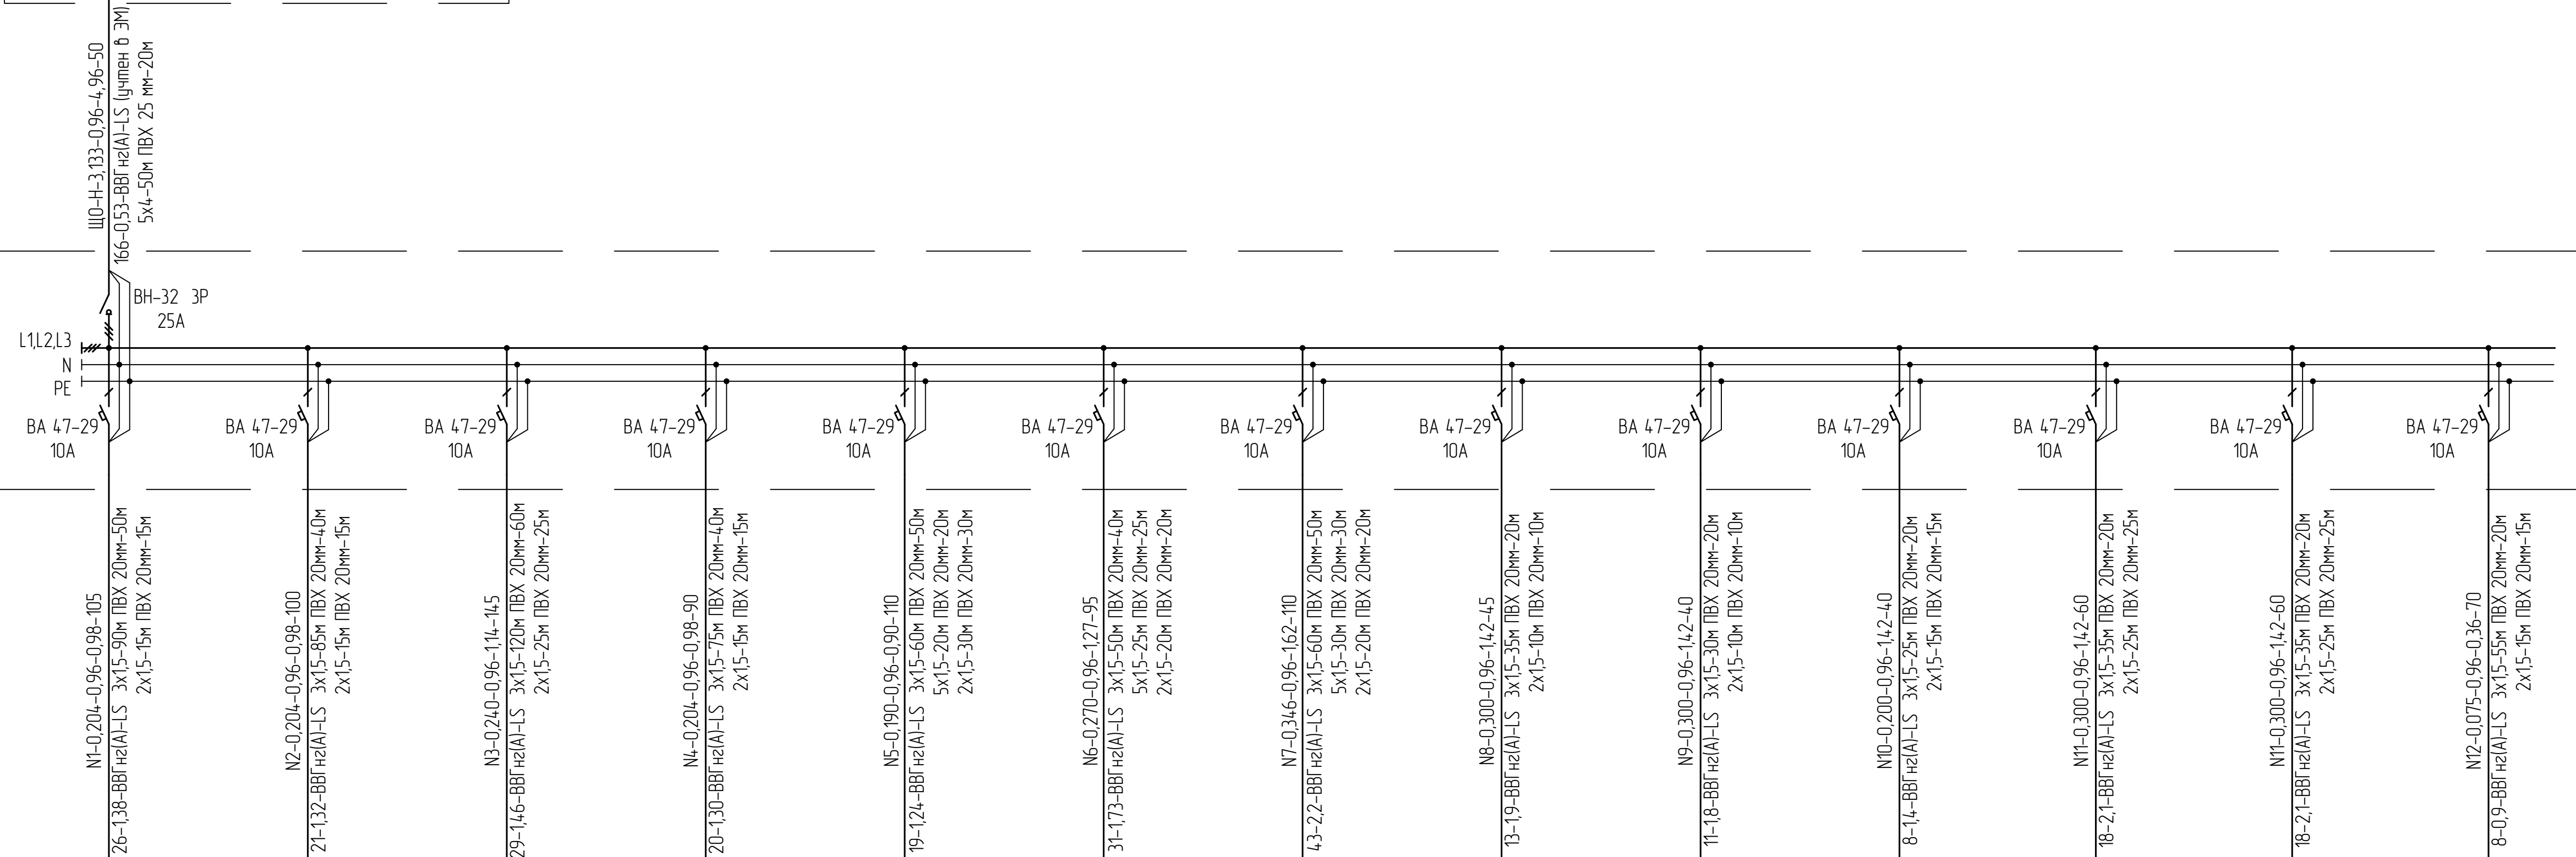 ЩО-Н-3,133-0,96-4,96-50
166-0,53-ВВГнг(А)-LS (учтен в ЭМ)
5х4-50м ПВХ 25 мм-20м
ВН-32 3Р
25А
L1,L2,L3
N
PE
ВА 47-29
10А
ВА 47-29
10А
ВА 47-29
10А
ВА 47-29
10А
ВА 47-29
10А
ВА 47-29
10А
ВА 47-29
10А
ВА 47-29
10А
ВА 47-29
10А
ВА 47-29
10А
ВА 47-29
10А
ВА 47-29
10А
ВА 47-29
10А
N1-0,204-0,96-0,98-105
26-1,38-ВВГнг(А)-LS 3х1,5-90м ПВХ 20мм-50м
2х1,5-15м ПВХ 20мм-15м
N2-0,204-0,96-0,98-100
21-1,32-ВВГнг(А)-LS 3х1,5-85м ПВХ 20мм-40м
2х1,5-15м ПВХ 20мм-15м
N3-0,240-0,96-1,14-145
29-1,46-ВВГнг(А)-LS 3х1,5-120м ПВХ 20мм-60м
2х1,5-25м ПВХ 20мм-25м
N4-0,204-0,96-0,98-90
20-1,30-ВВГнг(А)-LS 3х1,5-75м ПВХ 20мм-40м
2х1,5-15м ПВХ 20мм-15м
N5-0,190-0,96-0,90-110
19-1,24-ВВГнг(А)-LS 3х1,5-60м ПВХ 20мм-50м
5х1,5-20м ПВХ 20мм-20м
2х1,5-30м ПВХ 20мм-30м
N6-0,270-0,96-1,27-95
31-1,73-ВВГнг(А)-LS 3х1,5-50м ПВХ 20мм-40м
5х1,5-25м ПВХ 20мм-25м
2х1,5-20м ПВХ 20мм-20м
N7-0,346-0,96-1,62-110
43-2,2-ВВГнг(А)-LS 3х1,5-60м ПВХ 20мм-50м
5х1,5-30м ПВХ 20мм-30м
2х1,5-20м ПВХ 20мм-20м
N8-0,300-0,96-1,42-45
13-1,9-ВВГнг(А)-LS 3х1,5-35м ПВХ 20мм-20м
2х1,5-10м ПВХ 20мм-10м
N9-0,300-0,96-1,42-40
11-1,8-ВВГнг(А)-LS 3х1,5-30м ПВХ 20мм-20м
2х1,5-10м ПВХ 20мм-10м
N10-0,200-0,96-1,42-40
8-1,4-ВВГнг(А)-LS 3х1,5-25м ПВХ 20мм-20м
2х1,5-15м ПВХ 20мм-15м
N11-0,300-0,96-1,42-60
18-2,1-ВВГнг(А)-LS 3х1,5-35м ПВХ 20мм-20м
2х1,5-25м ПВХ 20мм-25м
N11-0,300-0,96-1,42-60
18-2,1-ВВГнг(А)-LS 3х1,5-35м ПВХ 20мм-20м
2х1,5-25м ПВХ 20мм-25м
N12-0,075-0,96-0,36-70
8-0,9-ВВГнг(А)-LS 3х1,5-55м ПВХ 20мм-20м
2х1,5-15м ПВХ 20мм-15м